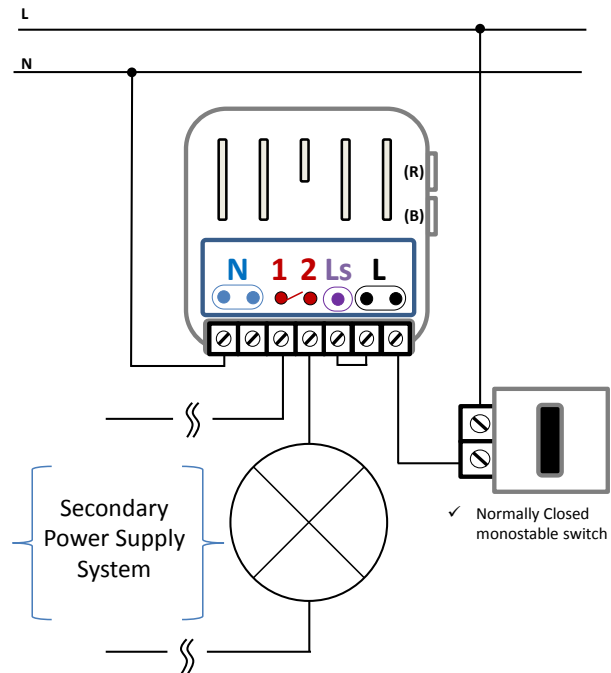 L
N
(R)
(B)
N 1 2 Ls L
Secondary
Power Supply
System
✓ Normally Closed
monostable switch